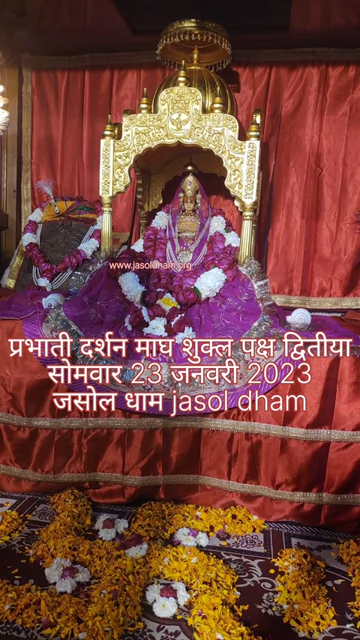 www.jasoldham.org
प्रभाती दर्शन माघ शुक्ल पक्ष द्वितीया
सोमवार 23 जनवरी 2023
जसोल धाम jasol dham